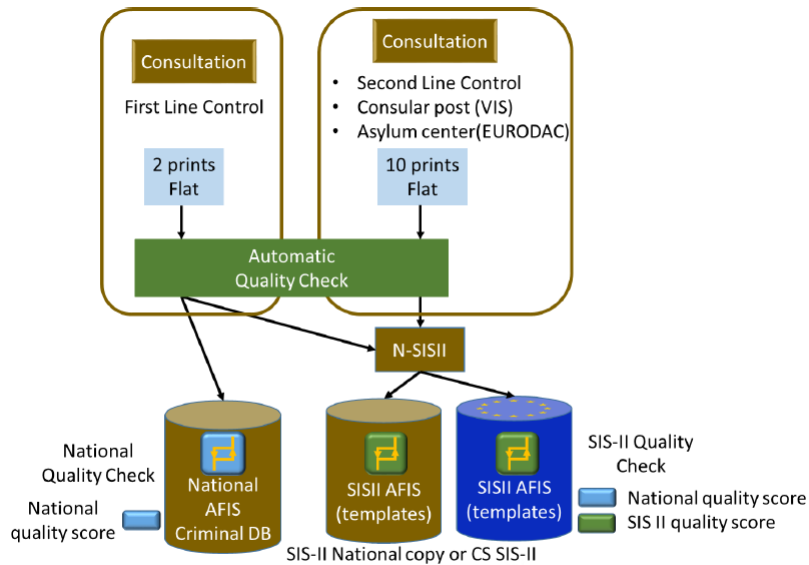 Consultation
First Line Control
2 prints
Flat
Consultation
• Second Line Control
• Consular post (VIS)
• Asylum center(EURODAC)
10 prints
Flat
Automatic
Quality Check
N-SISII
National
Quality Check
National
quality score
National
AFIS
Criminal DB
SISII AFIS
(templates)
SISII AFIS
(templates)
SIS-II Quality
Check
National quality score
SIS II quality score
SIS-II National copy or CS SIS-II